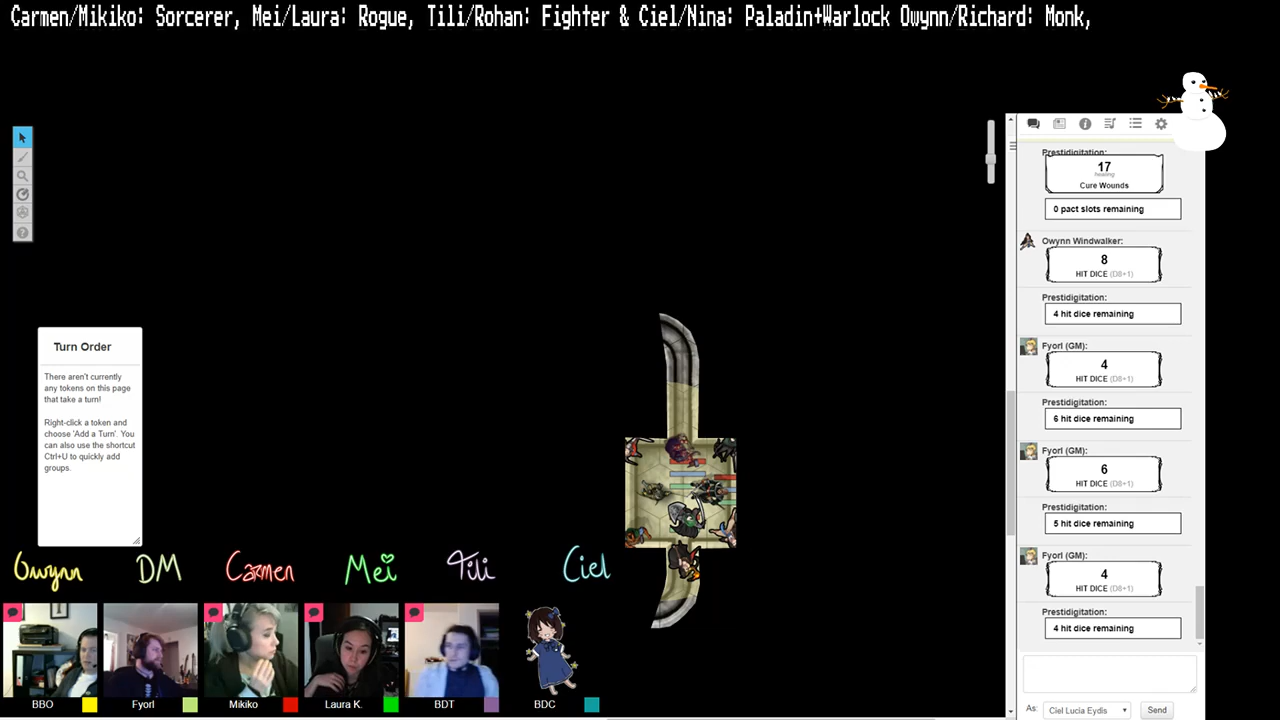 Carmen/Mikiko: Sorcerer, Mei/Laura: Rogue, Tili/Rohan: Fighter & Ciel/Nina: Paladin+Warlock Owynn/Richard: Monk,
Prestidigitation:
17
healing
Cure Wounds
0 pact slots remaining
Owynn Windwalker:
8
HIT DICE (D8+1)
Prestidigitation:
4 hit dice remaining
Fyorl (GM):
4
HIT DICE (D8+1)
Prestidigitation:
6 hit dice remaining
Fyorl (GM):
6
HIT DICE (D8+1)
Prestidigitation:
5 hit dice remaining
Fyorl (GM):
4
HIT DICE (D8+1)
Prestidigitation:
4 hit dice remaining
As: Ciel Lucia Eydis Send
Turn Order
There aren't currently
any tokens on this page
that take a turn!
Right-click a token and
choose 'Add a Turn'. You
can also use the shortcut
Ctrl+U to quickly add
groups.
Owynn DM Carmen Mei Tili Ciel
BBO Fyorl Mikiko Laura K. BDT BDC